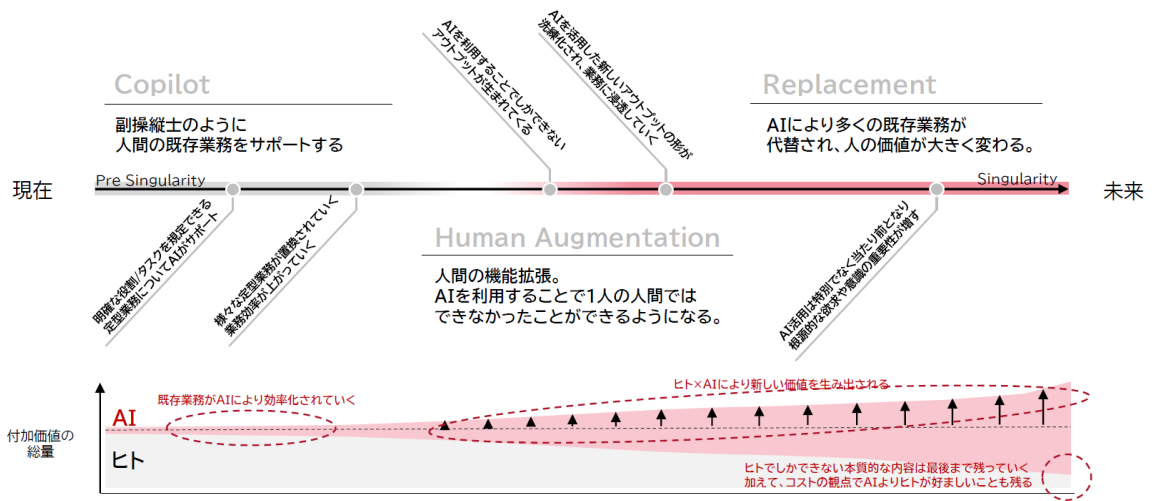 Copilot
副操縦士のように
人間の既存業務をサポートする
AIを利用することでしかできない
アウトプットが生まれてくる
AIを活用した新しいアウトプットの形が
洗練化され、業務に浸透していく
Replacement
AIにより多くの既存業務が
代替され、人の価値が大きく変わる。
現在
Pre Singularity
Singularity
未来
明確な役割/タスクを規定できる
定型業務についてAIがサポート
様々な定型業務が置換されていく
業務効率が上がっていく
Human Augmentation
人間の機能拡張。
AIを利用することで1人の人間では
できなかったことができるようになる。
AI活用は特別でなく当たり前となり
根源的な欲求や意識の重要性が増す
付加価値の
総量
AI
既存業務がAIにより効率化されていく
ヒト×AIにより新しい価値を生み出される
ヒト
ヒトでしかできない本質的な内容は最後まで残っていく
加えて、コストの観点でAIよりヒトが好ましいことも残る